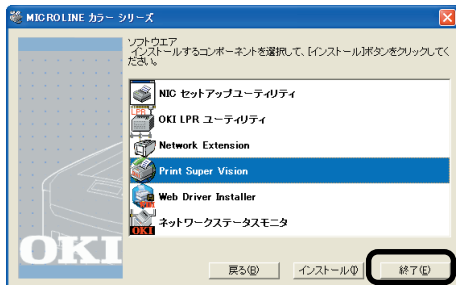 MICROLINE カラー シリーズ
ソフトウエア
インストールするコンポーネントを選択して、[インストール]ボタンをクリックしてく
ださい。
NIC セットアップユーティリティ
OKI LPR ユーティリティ
Network Extension
Print Super Vision
Web Driver Installer
ネットワークステータスモニタ
OKI
戻る(B)
インストール(I)
終了(E)